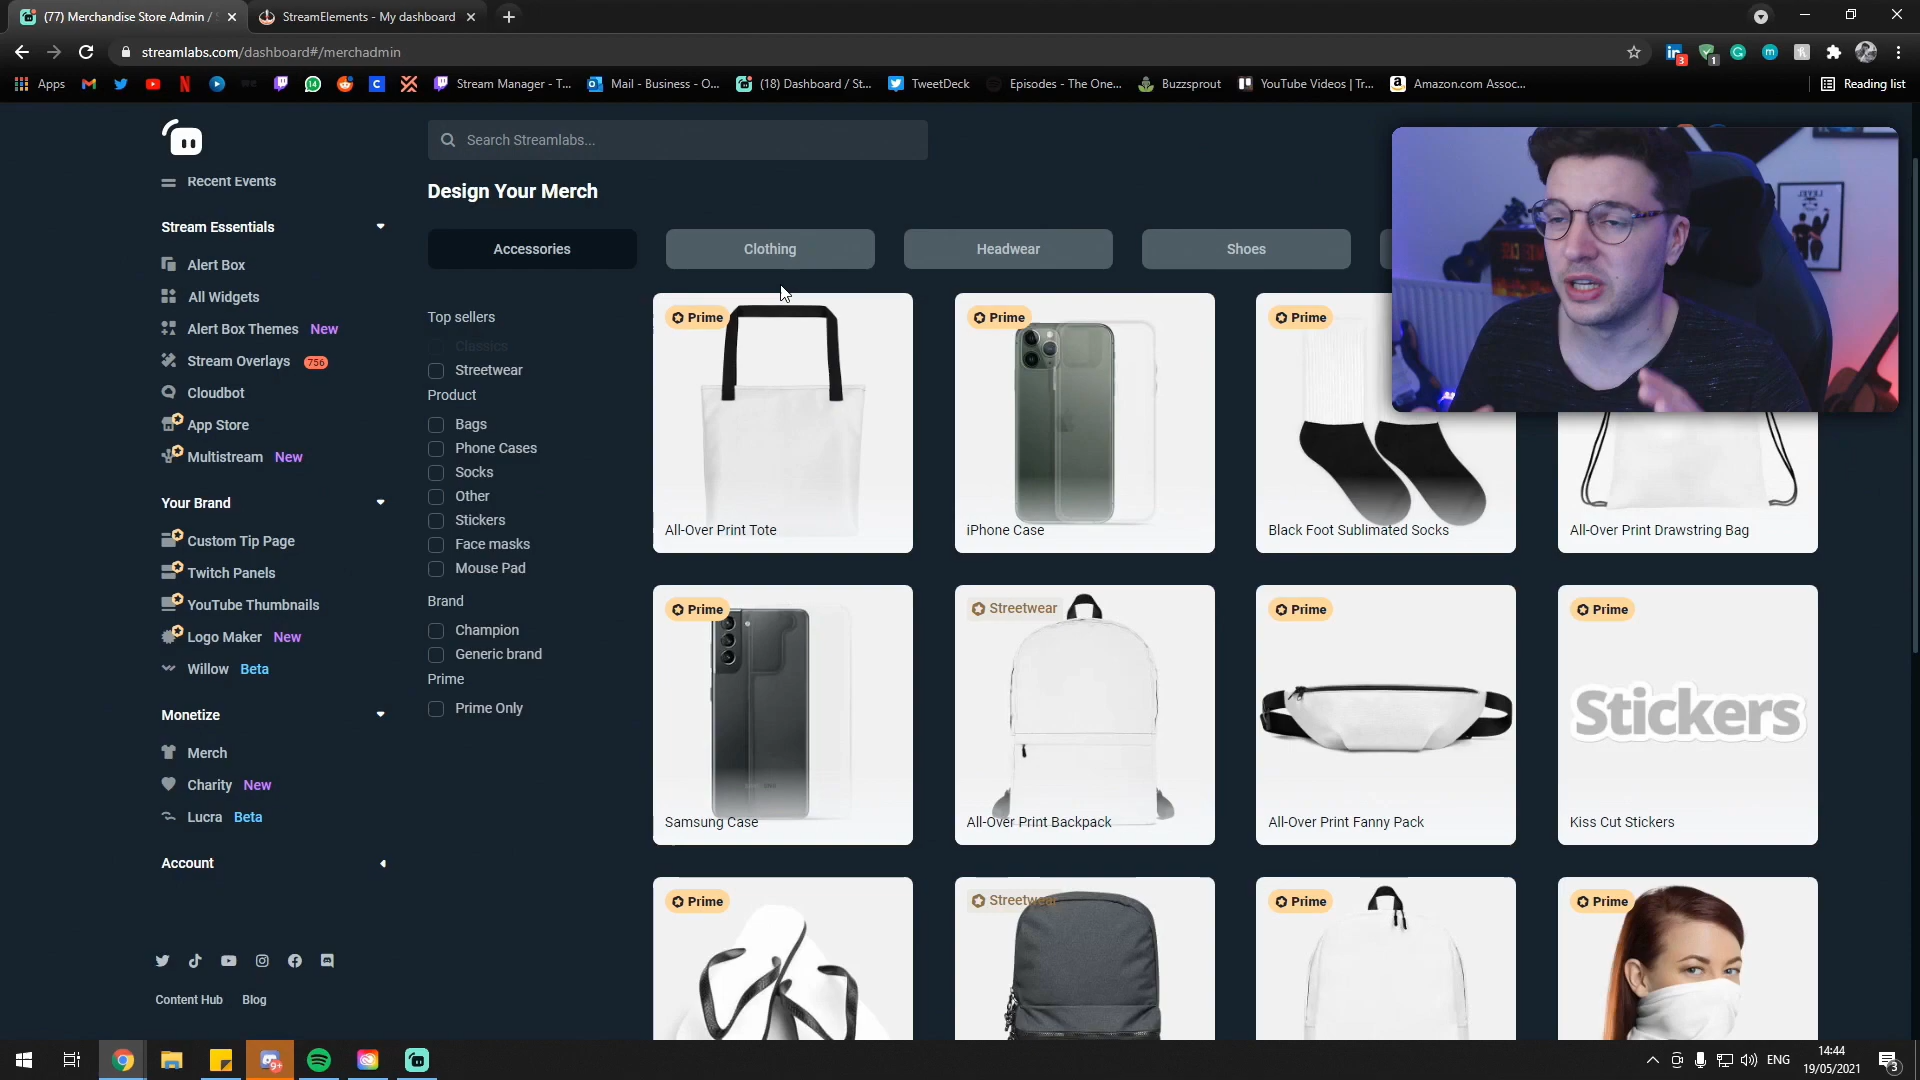 (77) Merchandise Store Admin /
StreamElements - My dashboard
streamlabs.com/dashboard#/merchadmin
3
1
Apps
14
Stream Manager - T...
Mail - Business - O...
(18) Dashboard / St...
TweetDeck
Episodes - The One...
Buzzsprout
YouTube Videos | Tr...
Amazon.com Assoc...
Reading list
Search Streamlabs...
Recent Events
Stream Essentials
Alert Box
All Widgets
Alert Box Themes New
Stream Overlays 756
Cloudbot
App Store
Multistream New
Your Brand
Custom Tip Page
Twitch Panels
YouTube Thumbnails
Logo Maker New
Willow Beta
Monetize
Merch
Charity New
Lucra Beta
Account
Content Hub Blog
Design Your Merch
Accessories
Clothing
Headwear
Shoes
Top sellers
Classics
Streetwear
Product
Bags
Phone Cases
Socks
Other
Stickers
Face masks
Mouse Pad
Brand
Champion
Generic brand
Prime
Prime Only
Prime
All-Over Print Tote
Prime
iPhone Case
Prime
Black Foot Sublimated Socks
All-Over Print Drawstring Bag
Prime
Samsung Case
Streetwear
All-Over Print Backpack
Prime
All-Over Print Fanny Pack
Prime
Stickers
Kiss Cut Stickers
Prime
Streetwear
Prime
Prime
9+
ENG
14:44
19/05/2021
3